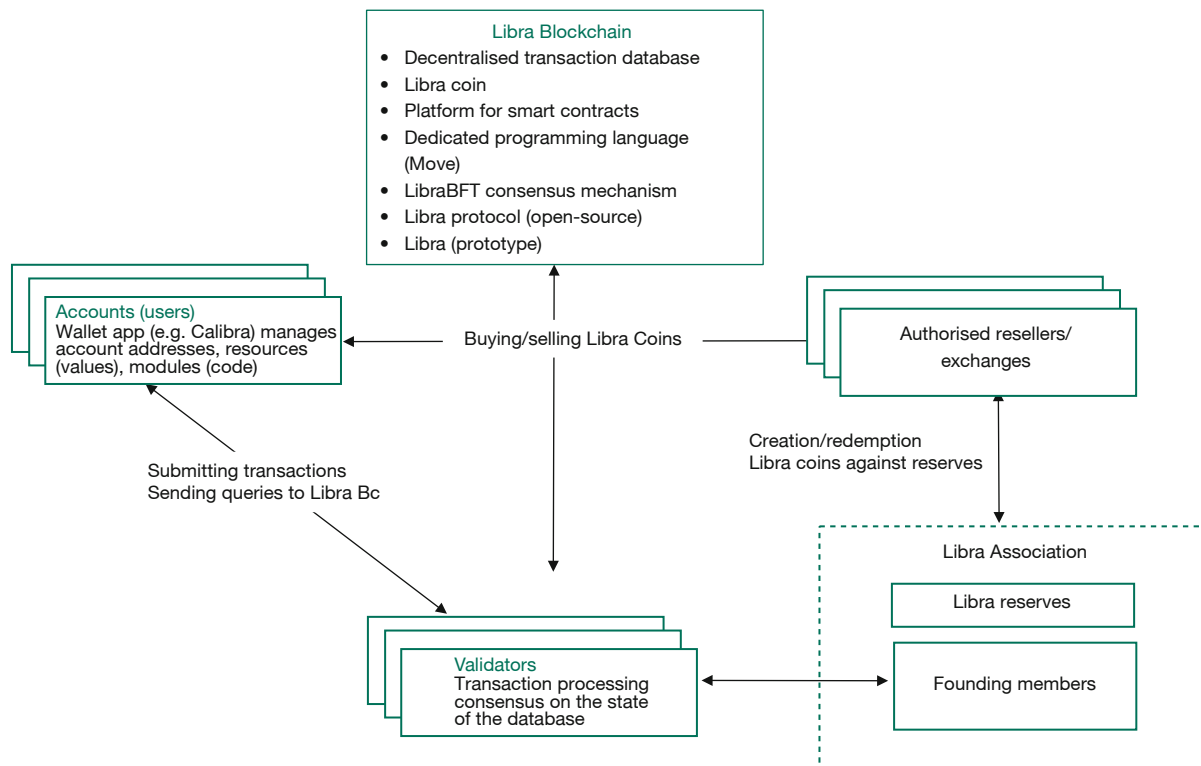 Libra Blockchain
• Decentralised transaction database
• Libra coin
• Platform for smart contracts
• Dedicated programming language
(Move)
• LibraBFT consensus mechanism
• Libra protocol (open-source)
• Libra (prototype)
Accounts (users)
Wallet app (e.g. Calibra) manages
account addresses, resources
(values), modules (code)
Buying/selling Libra Coins
Authorised resellers/
exchanges
Creation/redemption
Libra coins against reserves
Submitting transactions
Sending queries to Libra Bc
Libra Association
Libra reserves
Founding members
Validators
Transaction processing
consensus on the state
of the database